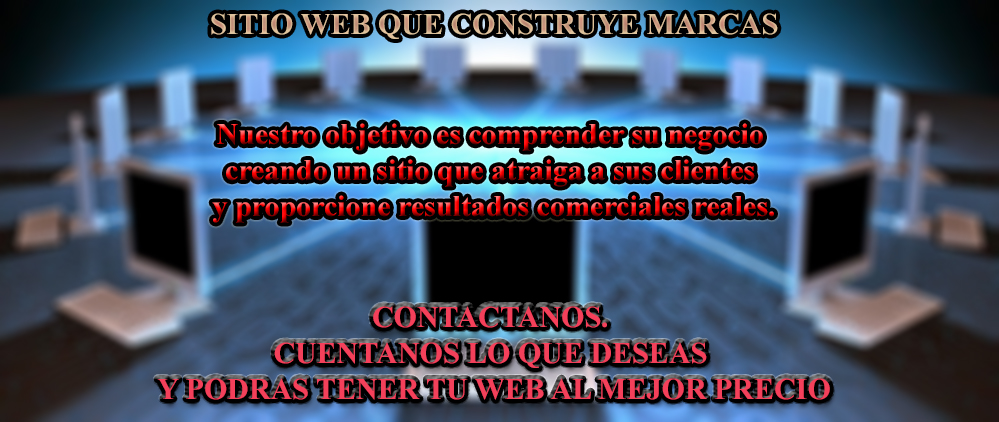 SITIO WEB QUE CONSTRUYE MARCAS
Nuestro objetivo es comprender su negocio
creando un sitio que atraiga a sus clientes
y proporcione resultados comerciales reales.
CONTACTANOS.
CUENTANOS LO QUE DESEAS
Y PODRAS TENER TU WEB AL MEJOR PRECIO